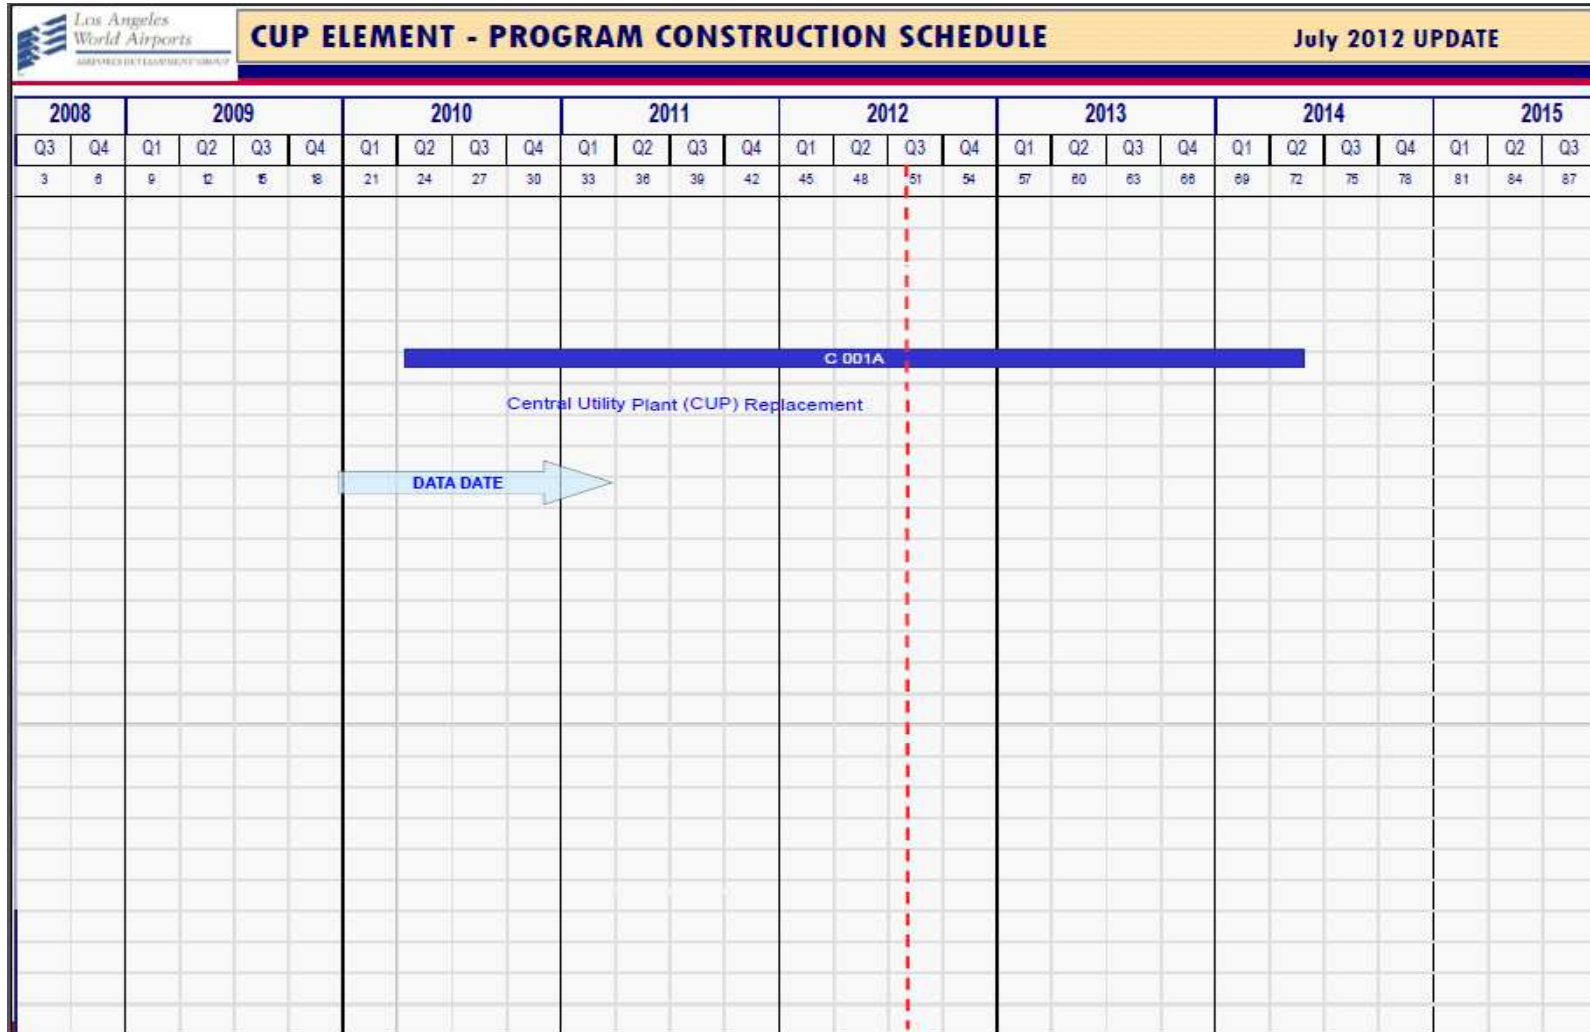 Los Angeles
World Airports
AIRPORTS DEVELOPMENT GROUP
CUP ELEMENT - PROGRAM CONSTRUCTION SCHEDULE
July 2012 UPDATE
2008 2009 2010 2011 2012 2013 2014 2015
Q3 Q4 Q1 Q2 Q3 Q4 Q1 Q2 Q3 Q4 Q1 Q2 Q3 Q4 Q1 Q2 Q3 Q4 Q1 Q2 Q3 Q4 Q1 Q2 Q3 Q4 Q1 Q2 Q3
3 6 9 12 15 18 21 24 27 30 33 36 39 42 45 48 51 54 57 60 63 66 69 72 75 78 81 84 87
C 001A
Central Utility Plant (CUP) Replacement
DATA DATE